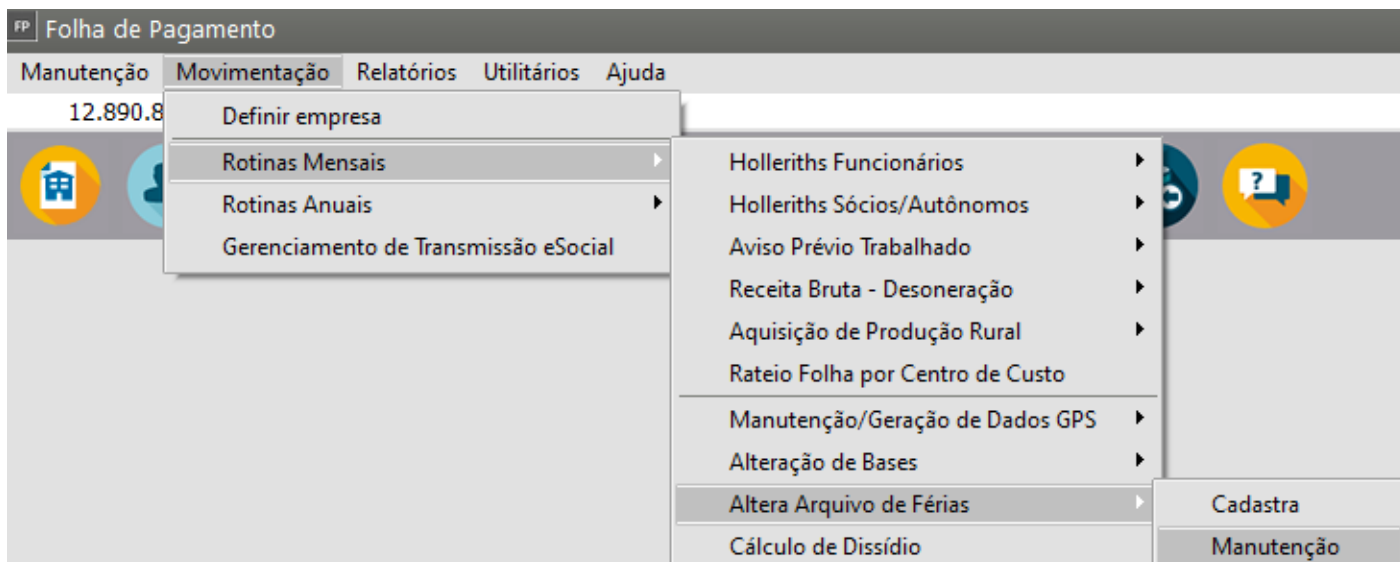 FP Folha de Pagamento
Manutenção Movimentação Relatórios Utilitários Ajuda
12.890.8
Definir empresa
Rotinas Mensais
Rotinas Anuais
Gerenciamento de Transmissão eSocial
Holleriths Funcionários
Holleriths Sócios/Autônomos
Aviso Prévio Trabalhado
Receita Bruta - Desoneração
Aquisição de Produção Rural
Rateio Folha por Centro de Custo
Manutenção/Geração de Dados GPS
Alteração de Bases
Altera Arquivo de Férias
Cálculo de Dissídio
Cadastra
Manutenção
?